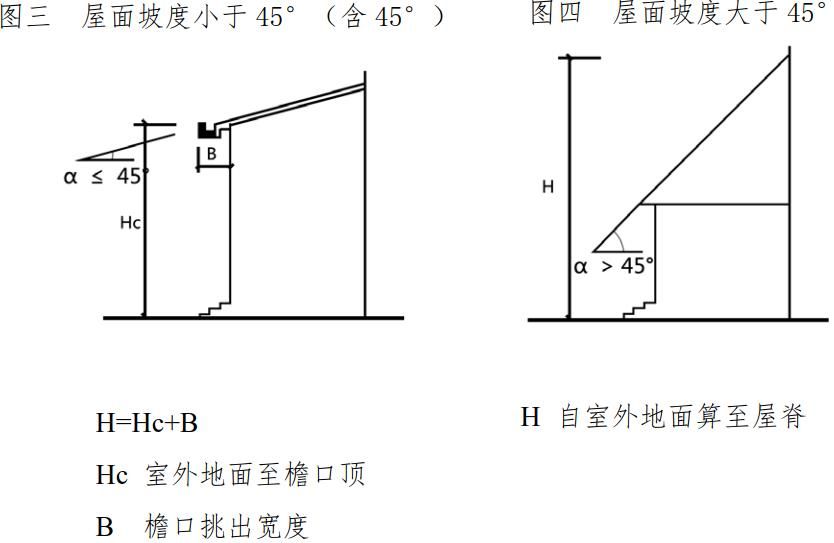 图三 屋面坡度小于 45°（含 45°）
B
α ≤ 45°
Hc
H=Hc+B
Hc 室外地面至檐口顶
B 檐口挑出宽度
图四 屋面坡度大于 45°
H
α > 45°
H 自室外地面算至屋脊